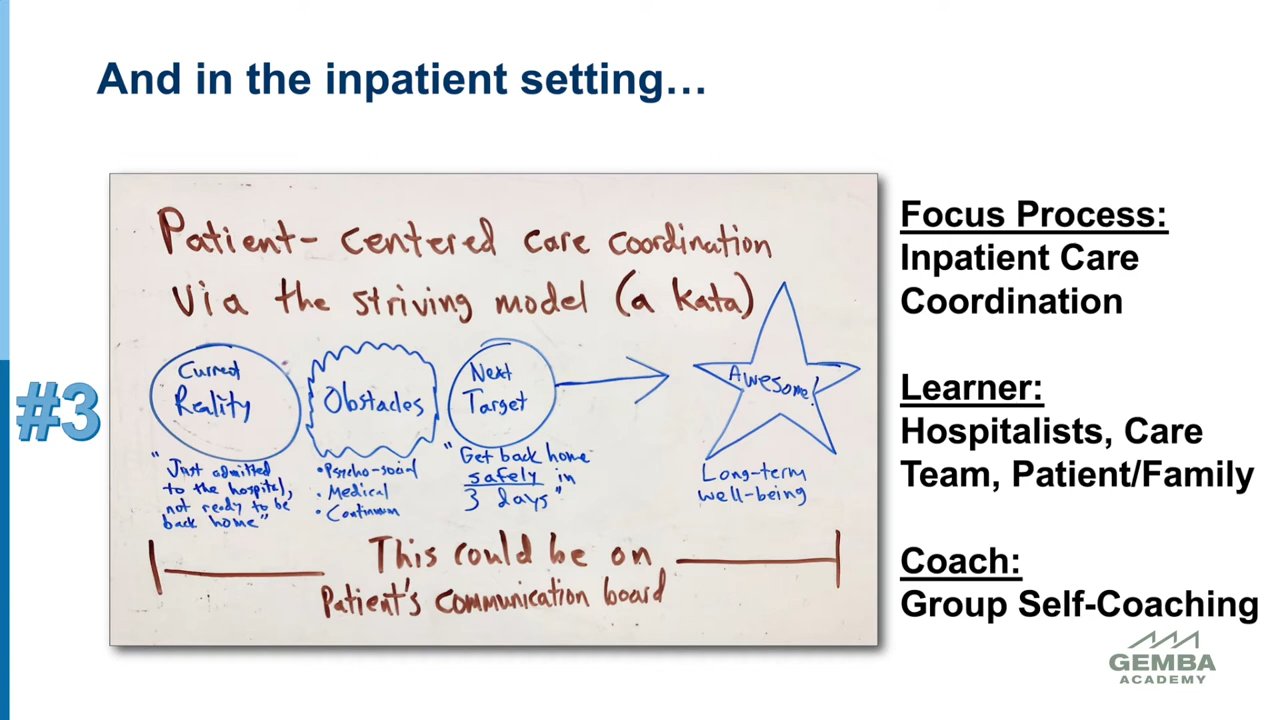 And in the inpatient setting…
#3
Patient-centered care coordination
via the striving model (a kata)
Current
Reality
Obstacles
Next
Target
Awesome!
"Just admitted
to the hospital,
not ready to be
back home"
• Psycho-social
• Medical
• Continuum
"Get back home
safely in
3 days"
Long-term
well-being
This could be on
Patient's communication board
Focus Process:
Inpatient Care
Coordination
Learner:
Hospitalists, Care
Team, Patient/Family
Coach:
Group Self-Coaching
GEMBA
ACADEMY